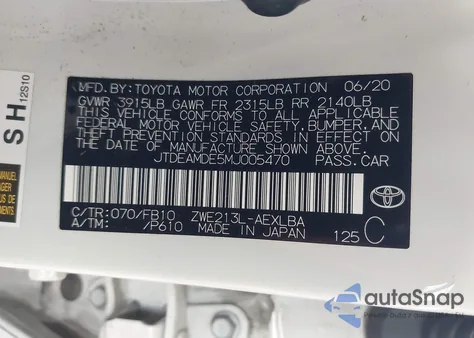 MFD. BY: TOYOTA MOTOR CORPORATION 06/20
GVWR 3915LB GAWR FR 2315LB RR 2140LB
THIS VEHICLE CONFORMS TO ALL APPLICABLE
FEDERAL MOTOR VEHICLE SAFETY, BUMPER, AND
THEFT PREVENTION STANDARDS IN EFFECT ON
THE DATE OF MANUFACTURE SHOWN ABOVE.
JTDEAMDE5MJ005470 PASS.CAR
C/TR: 070/FB10 ZWE213L-AEXLBA
A/TM: /P610 MADE IN JAPAN 125 C
TOYOTA
SH
12S10
autoSnap